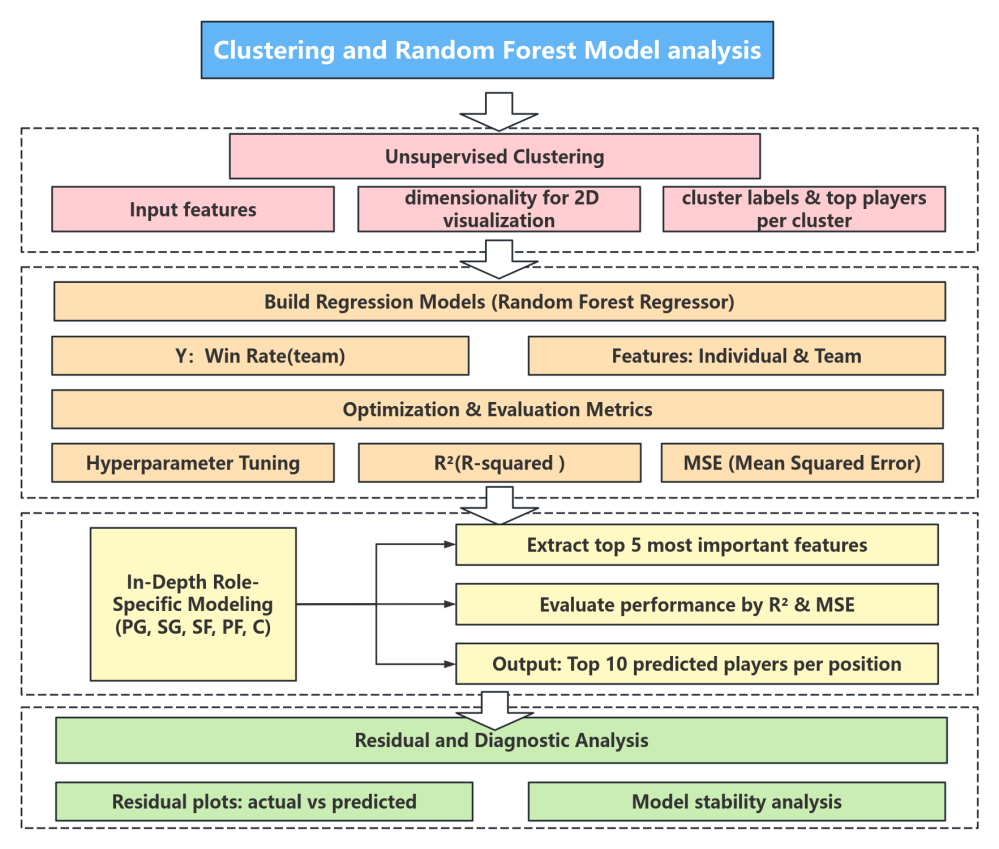 Clustering and Random Forest Model analysis
Unsupervised Clustering
Input features
dimensionality for 2D
visualization
cluster labels & top players
per cluster
Build Regression Models (Random Forest Regressor)
Y:  Win Rate(team)
Features: Individual & Team
Optimization & Evaluation Metrics
Hyperparameter Tuning
R²(R-squared )
MSE (Mean Squared Error)
In-Depth Role-
Specific Modeling
(PG, SG, SF, PF, C)
Extract top 5 most important features
Evaluate performance by R² & MSE
Output: Top 10 predicted players per position
Residual and Diagnostic Analysis
Residual plots: actual vs predicted
Model stability analysis